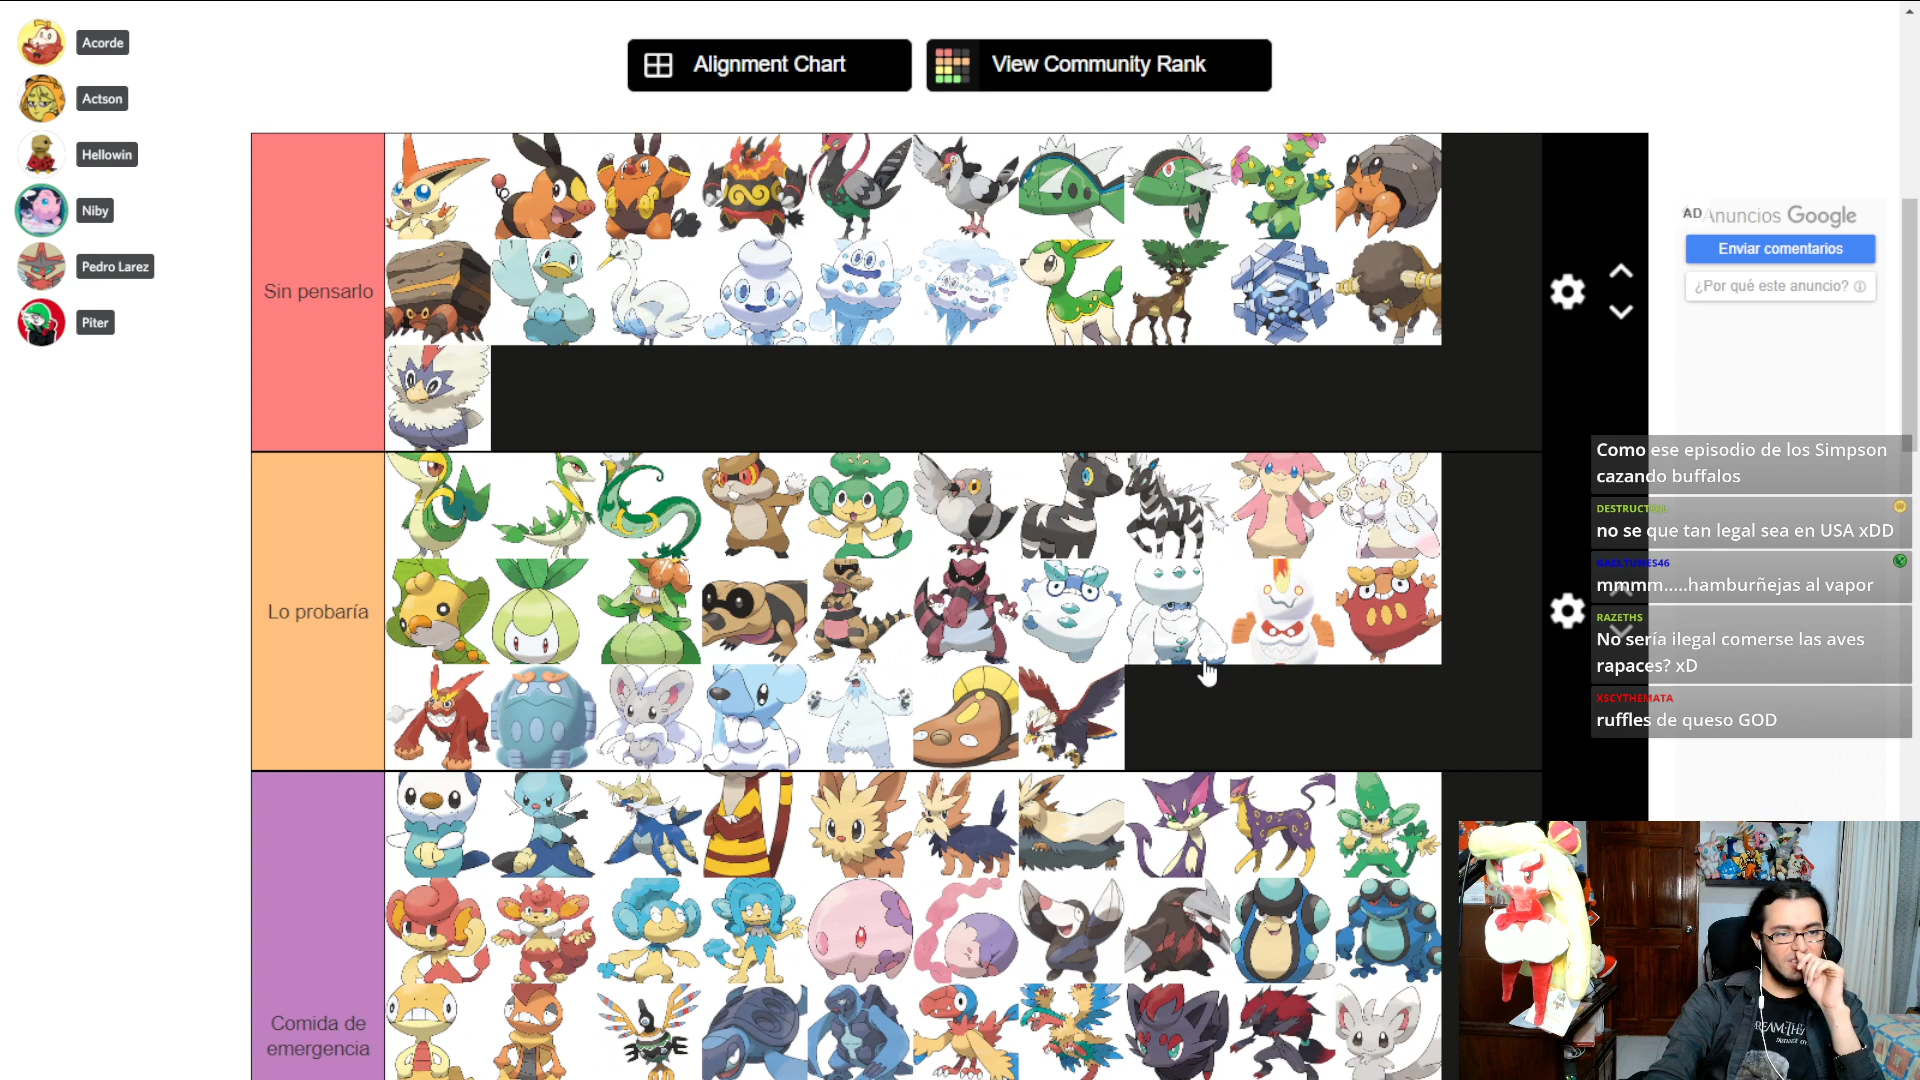 Acorde
Actson
Hellowin
Niby
Pedro Larez
Piter
Alignment Chart
View Community Rank
Sin pensarlo
Lo probaría
Comida de
emergencia
AD Anuncios Google
Enviar comentarios
¿Por qué este anuncio?
Como ese episodio de los Simpson
cazando buffalos
no se que tan legal sea en USA xDD
mmmm.....hamburñejas al vapor
RAZETHS
No sería ilegal comerse las aves
rapaces? xD
XSCYTHEMATA
ruffles de queso GOD